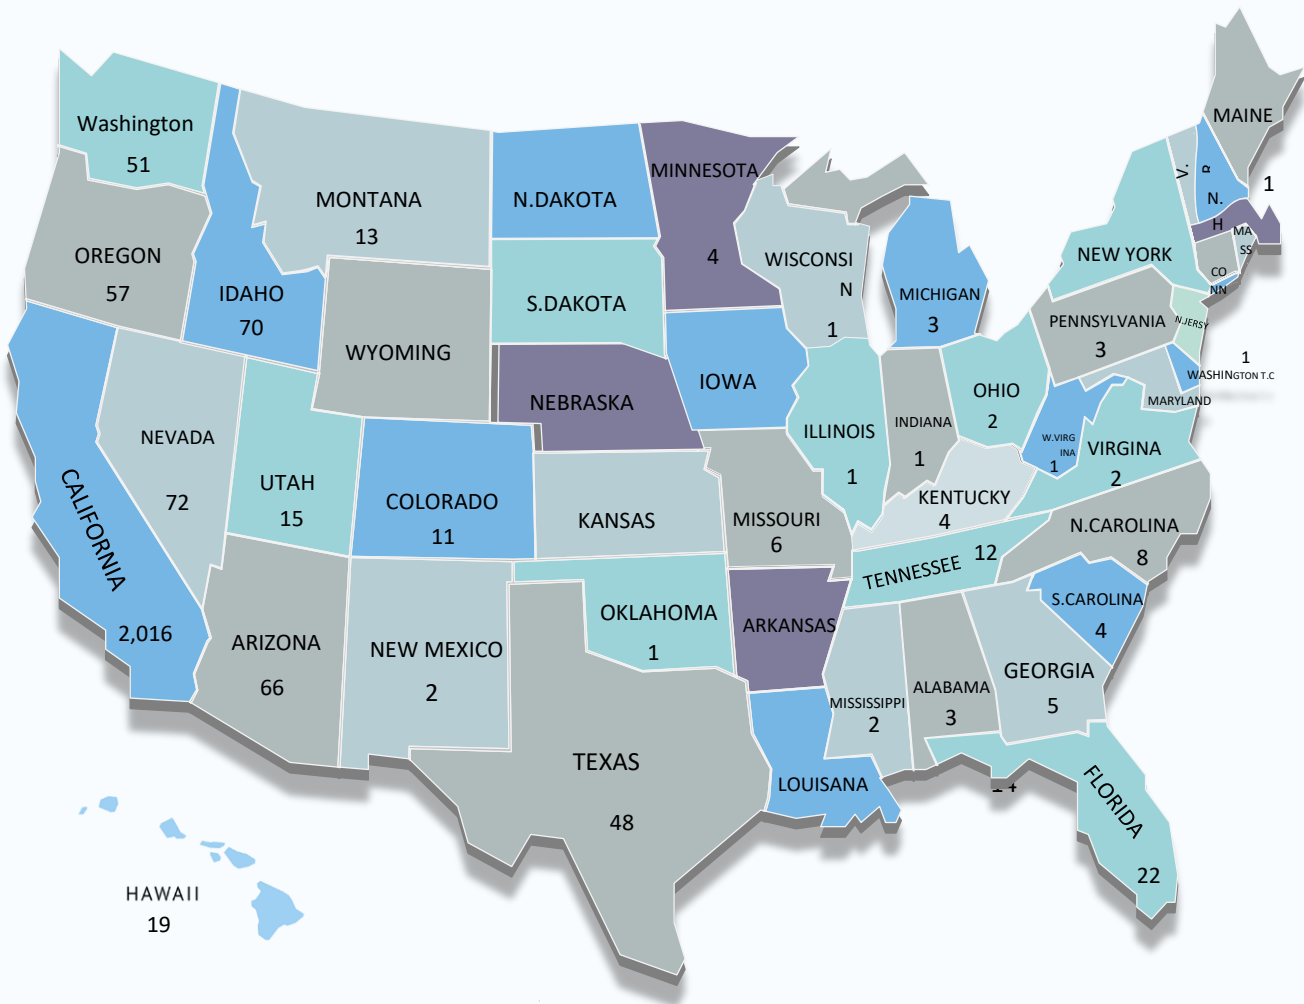 MAINE
Washington
51
MINNESOTA
4
V.
N.
H
1
MONTANA
13
N.DAKOTA
MA
SS
OREGON
57
WISCONSI
N
1
NEW YORK
CO
NN
IDAHO
70
S.DAKOTA
MICHIGAN
3
PENNSYLVANIA
3
N.JERSY
WYOMING
IOWA
1
WASHINGTON T.C
NEBRASKA
OHIO
2
MARYLAND
NEVADA
72
ILLINOIS
1
INDIANA
1
W.VIRG
INA
1
VIRGINA
2
UTAH
15
COLORADO
11
KANSAS
MISSOURI
6
KENTUCKY
4
N.CAROLINA
8
CALIFORNIA
2,016
TENNESSEE
12
ARIZONA
66
NEW MEXICO
2
OKLAHOMA
1
ARKANSAS
S.CAROLINA
4
MISSISSIPPI
2
ALABAMA
3
GEORGIA
5
TEXAS
48
LOUISANA
FLORIDA
22
HAWAII
19